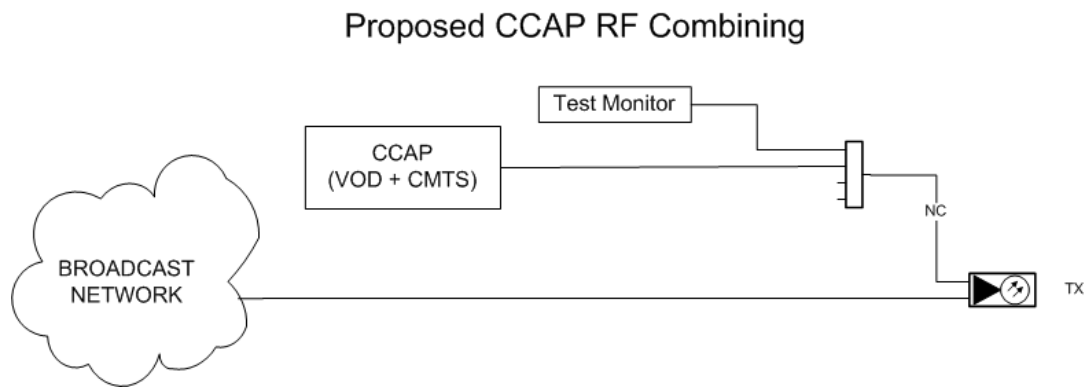 Proposed CCAP RF Combining
Test Monitor
CCAP
(VOD + CMTS)
NC
BROADCAST
NETWORK
TX